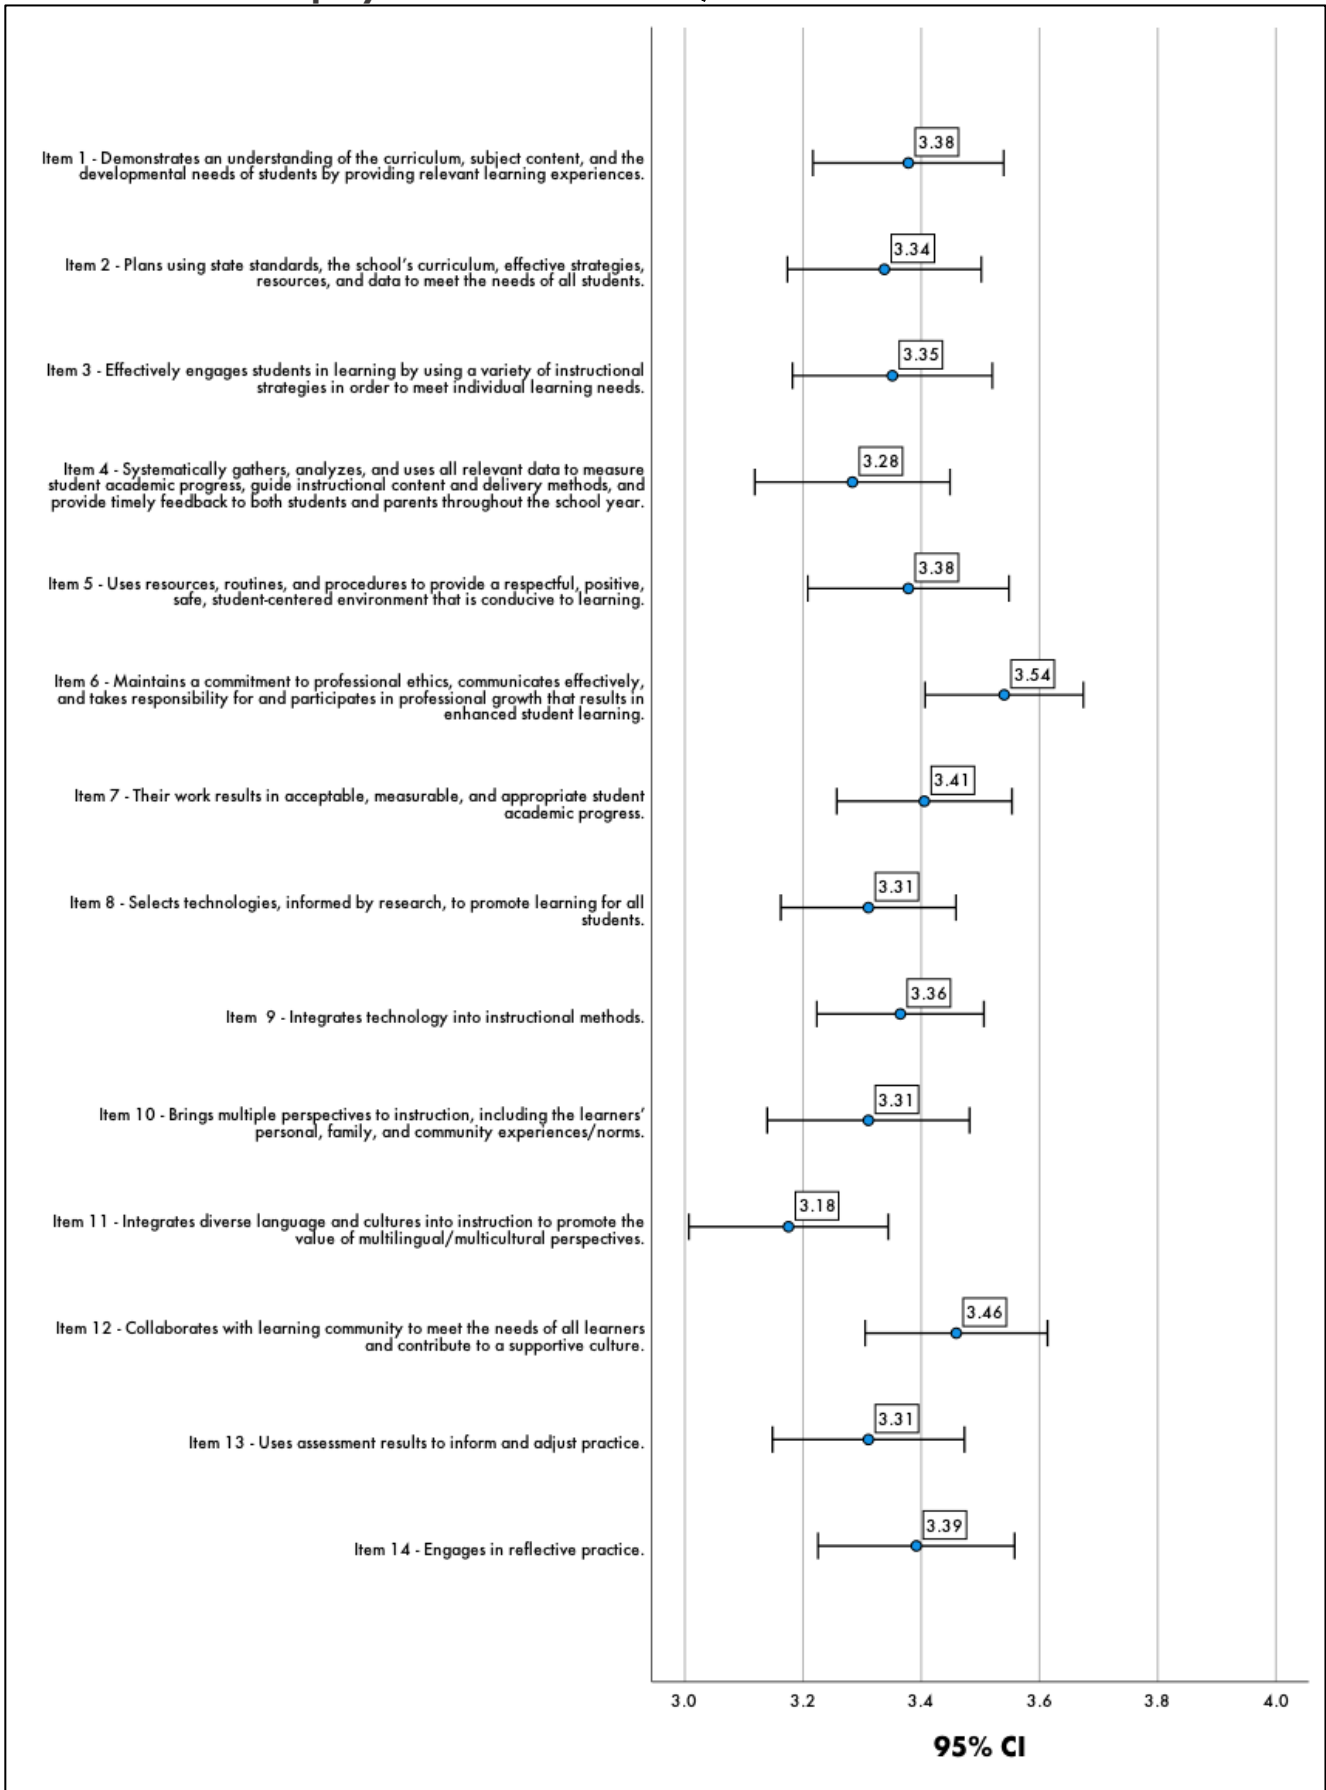 Item 1 - Demonstrates an understanding of the curriculum, subject content, and the
developmental needs of students by providing relevant learning experiences.
3.38
Item 2 - Plans using state standards, the school’s curriculum, effective strategies,
resources, and data to meet the needs of all students.
3.34
Item 3 - Effectively engages students in learning by using a variety of instructional
strategies in order to meet individual learning needs.
3.35
Item 4 - Systematically gathers, analyzes, and uses all relevant data to measure
student academic progress, guide instructional content and delivery methods, and
provide timely feedback to both students and parents throughout the school year.
3.28
Item 5 - Uses resources, routines, and procedures to provide a respectful, positive,
safe, student-centered environment that is conducive to learning.
3.38
Item 6 - Maintains a commitment to professional ethics, communicates effectively,
and takes responsibility for and participates in professional growth that results in
enhanced student learning.
3.54
Item 7 - Their work results in acceptable, measurable, and appropriate student
academic progress.
3.41
Item 8 - Selects technologies, informed by research, to promote learning for all
students.
3.31
Item  9 - Integrates technology into instructional methods.
3.36
Item 10 - Brings multiple perspectives to instruction, including the learners’
personal, family, and community experiences/norms.
3.31
Item 11 - Integrates diverse language and cultures into instruction to promote the
value of multilingual/multicultural perspectives.
3.18
Item 12 - Collaborates with learning community to meet the needs of all learners
and contribute to a supportive culture.
3.46
Item 13 - Uses assessment results to inform and adjust practice.
3.31
Item 14 - Engages in reflective practice.
3.39
3.0 3.2 3.4 3.6 3.8 4.0
95% CI